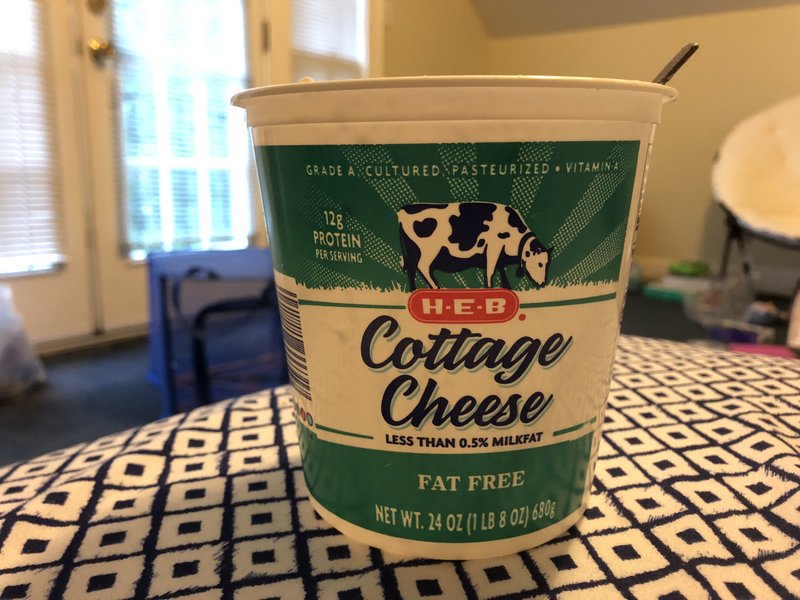 GRADE A CULTURED PASTEURIZED • VITAMIN A
12g
PROTEIN
PER SERVING
H-E-B
Cottage
Cheese
LESS THAN 0.5% MILKFAT
FAT FREE
NET WT. 24 OZ (1 LB 8 OZ) 680g